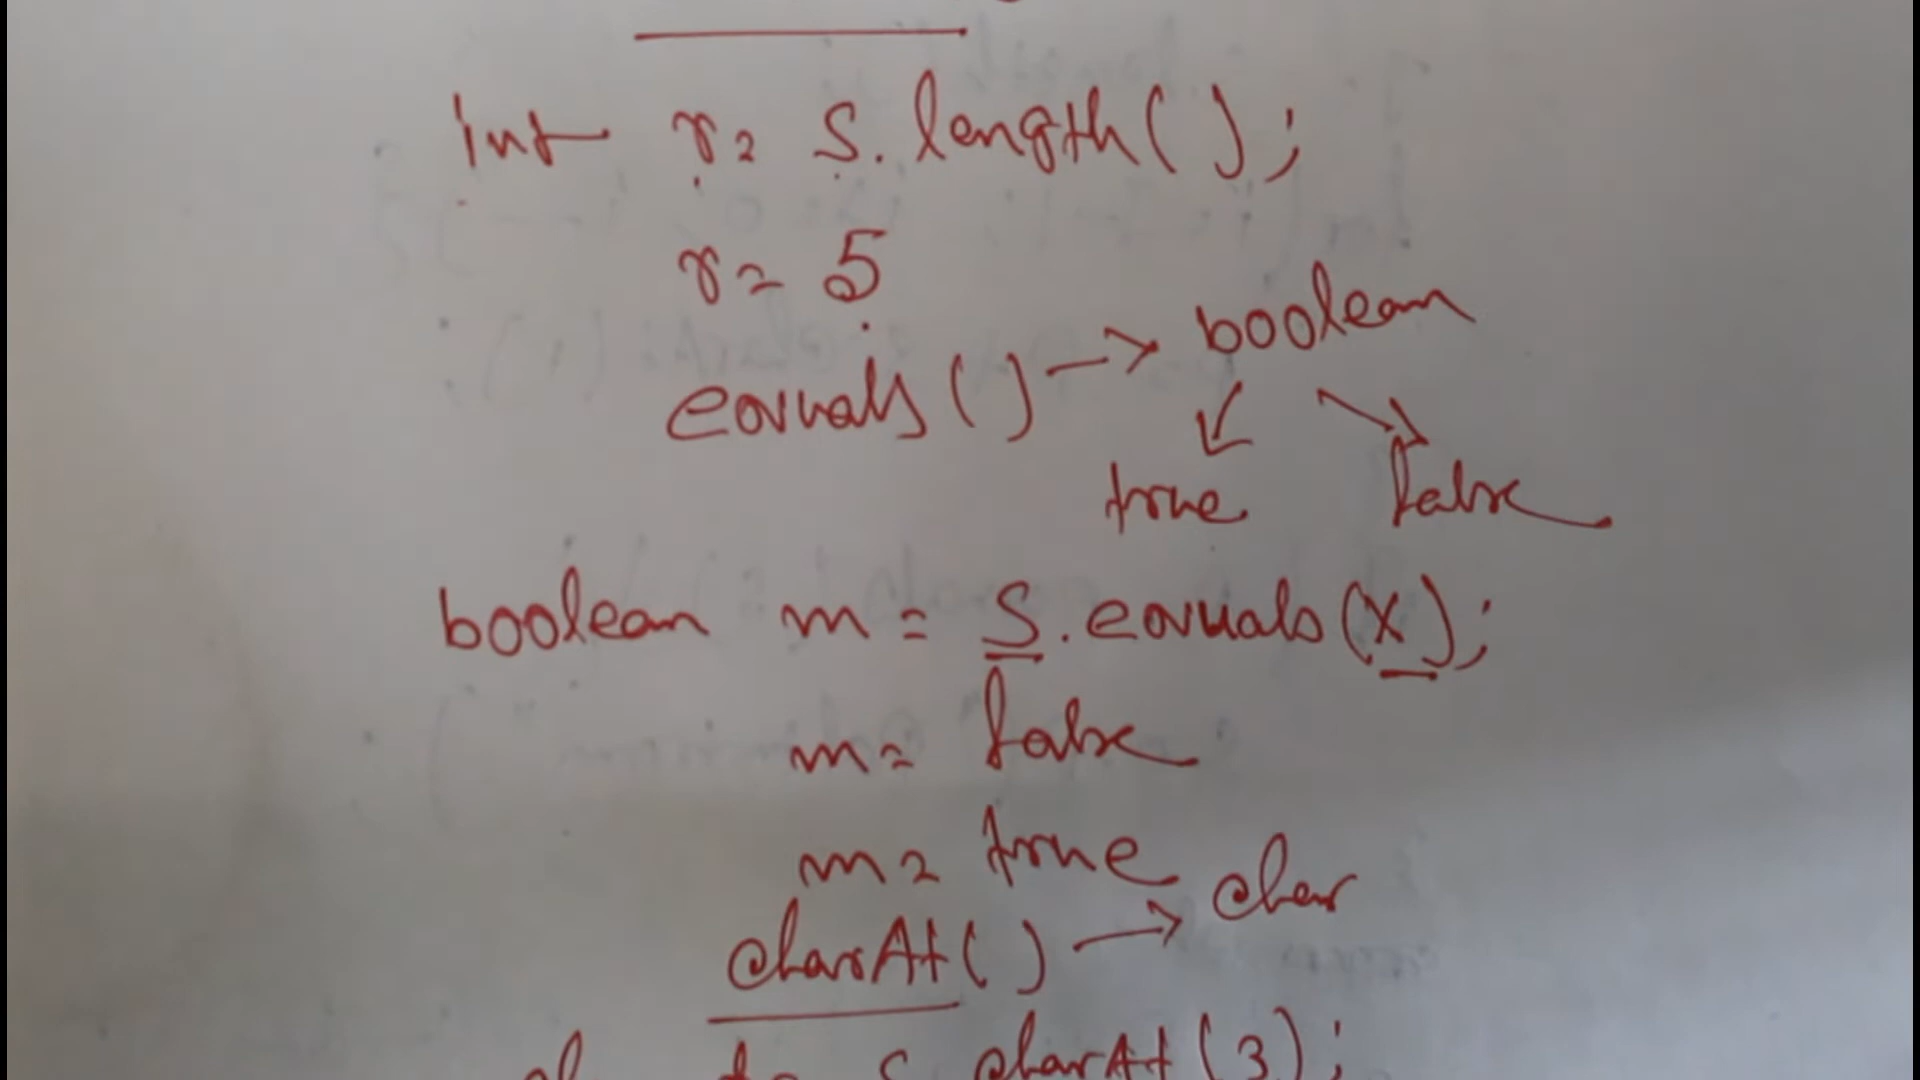 int r= s.length( );
r= 5
equals( ) → boolean
true false
boolean m = s.equals(x);
m= false
m= true
charAt( ) → char
s charAt(3);